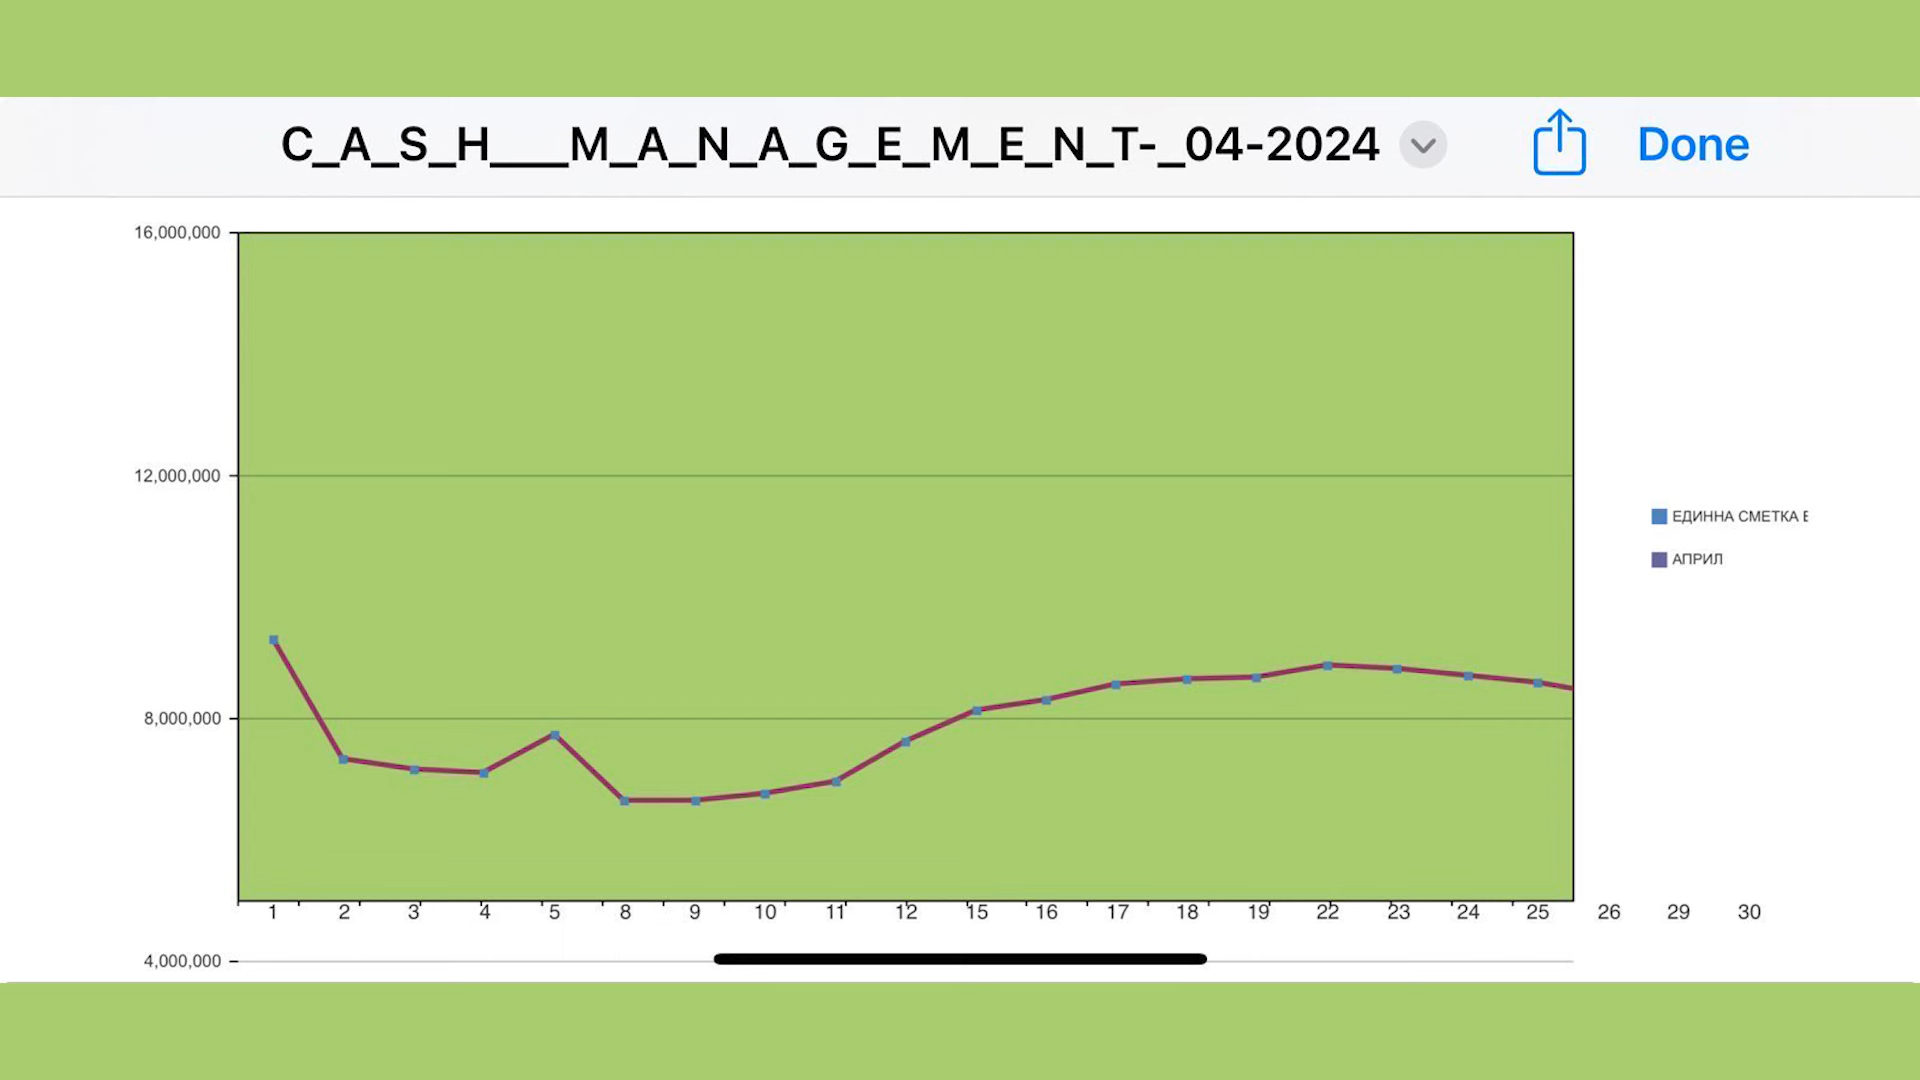 C_A_S_H___M_A_N_A_G_E_M_E_N_T-_04-2024
Done
16,000,000
12,000,000
8,000,000
4,000,000
1 2 3 4 5 8 9 10 11 12 15 16 17 18 19 22 23 24 25 26 29 30
ЕДИННА СМЕТКА
АПРИЛ